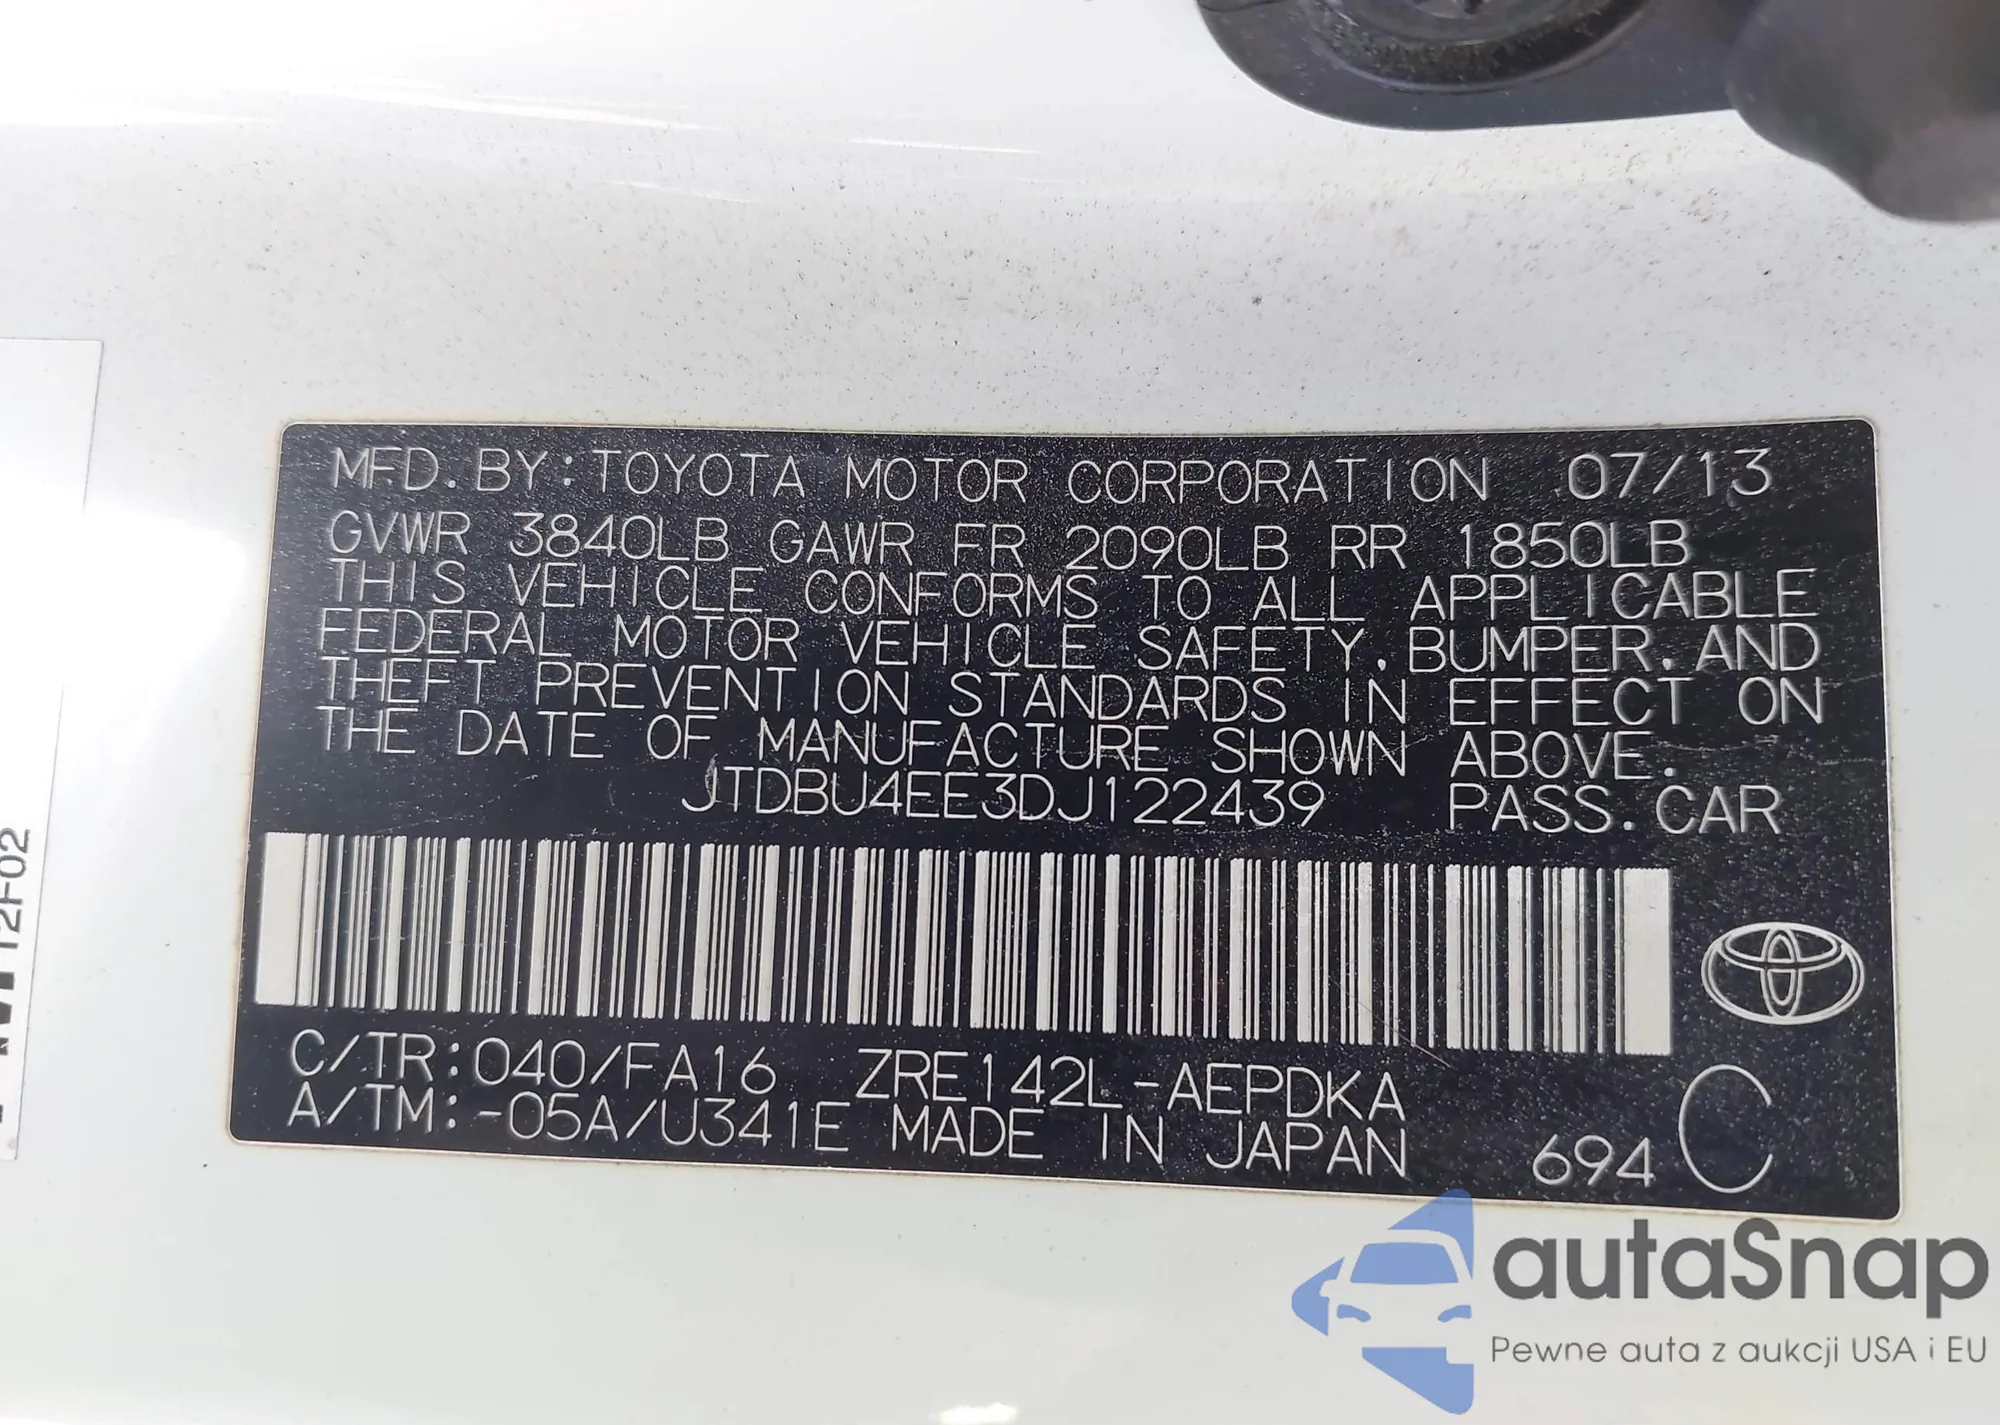 MFD. BY: TOYOTA MOTOR CORPORATION 07/13
GVWR 3840LB GAWR FR 2090LB RR 1850LB
THIS VEHICLE CONFORMS TO ALL APPLICABLE
FEDERAL MOTOR VEHICLE SAFETY, BUMPER, AND
THEFT PREVENTION STANDARDS IN EFFECT ON
THE DATE OF MANUFACTURE SHOWN ABOVE.
JTDBU4EE3DJ122439 PASS. CAR
C/TR: 040/FA16 ZRE142L-AEPDKA
A/TM: -05A/U341E MADE IN JAPAN 694 C
12F02
autaSnap
Pewne auta z aukcji USA i EU